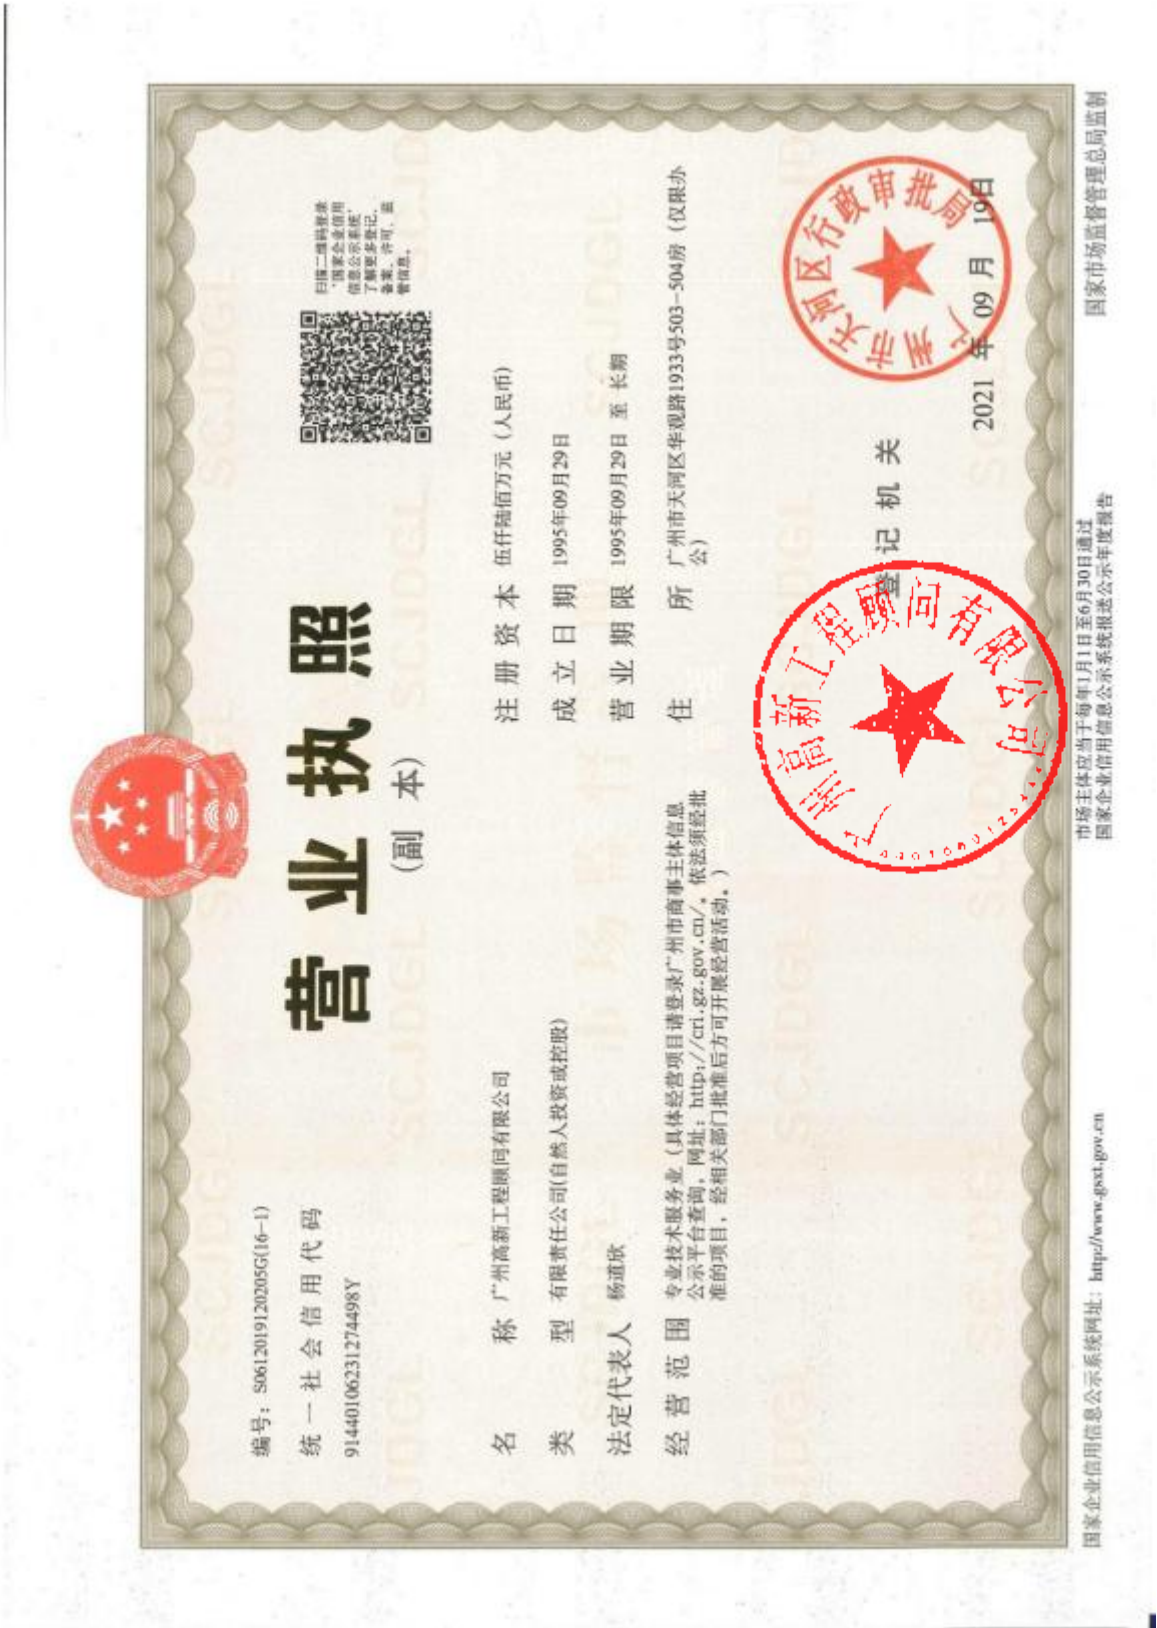 编号：S0612019120205G(16-1)
统一社会信用代码
91440106231274498Y
营业执照
(副 本)
扫描二维码登录
“国家企业信用
信息公示系统”
了解更多登记、
备案、许可、监
管信息。
名 称 广州高新工程顾问有限公司
类 型 有限责任公司(自然人投资或控股)
法定代表人 杨道欣
经营范围 专业技术服务业（具体经营项目请登录广州市商事主体信息
公示平台查询，网址：http://cri.gz.gov.cn/。依法须经批
准的项目，经相关部门批准后方可开展经营活动。）
注册资本 伍仟陆佰万元（人民币）
成立日期 1995年09月29日
营业期限 1995年09月29日 至 长期
住 所 广州市天河区华观路1933号503-504房（仅限办
公）
广州高新工程顾问有限公司
登记机关
广州市天河区行政审批局
2021 年 09 月 19日
国家企业信用信息公示系统网址：http://www.gsxt.gov.cn
市场主体应当于每年1月1日至6月30日通过
国家企业信用信息公示系统报送公示年度报告
国家市场监督管理总局监制